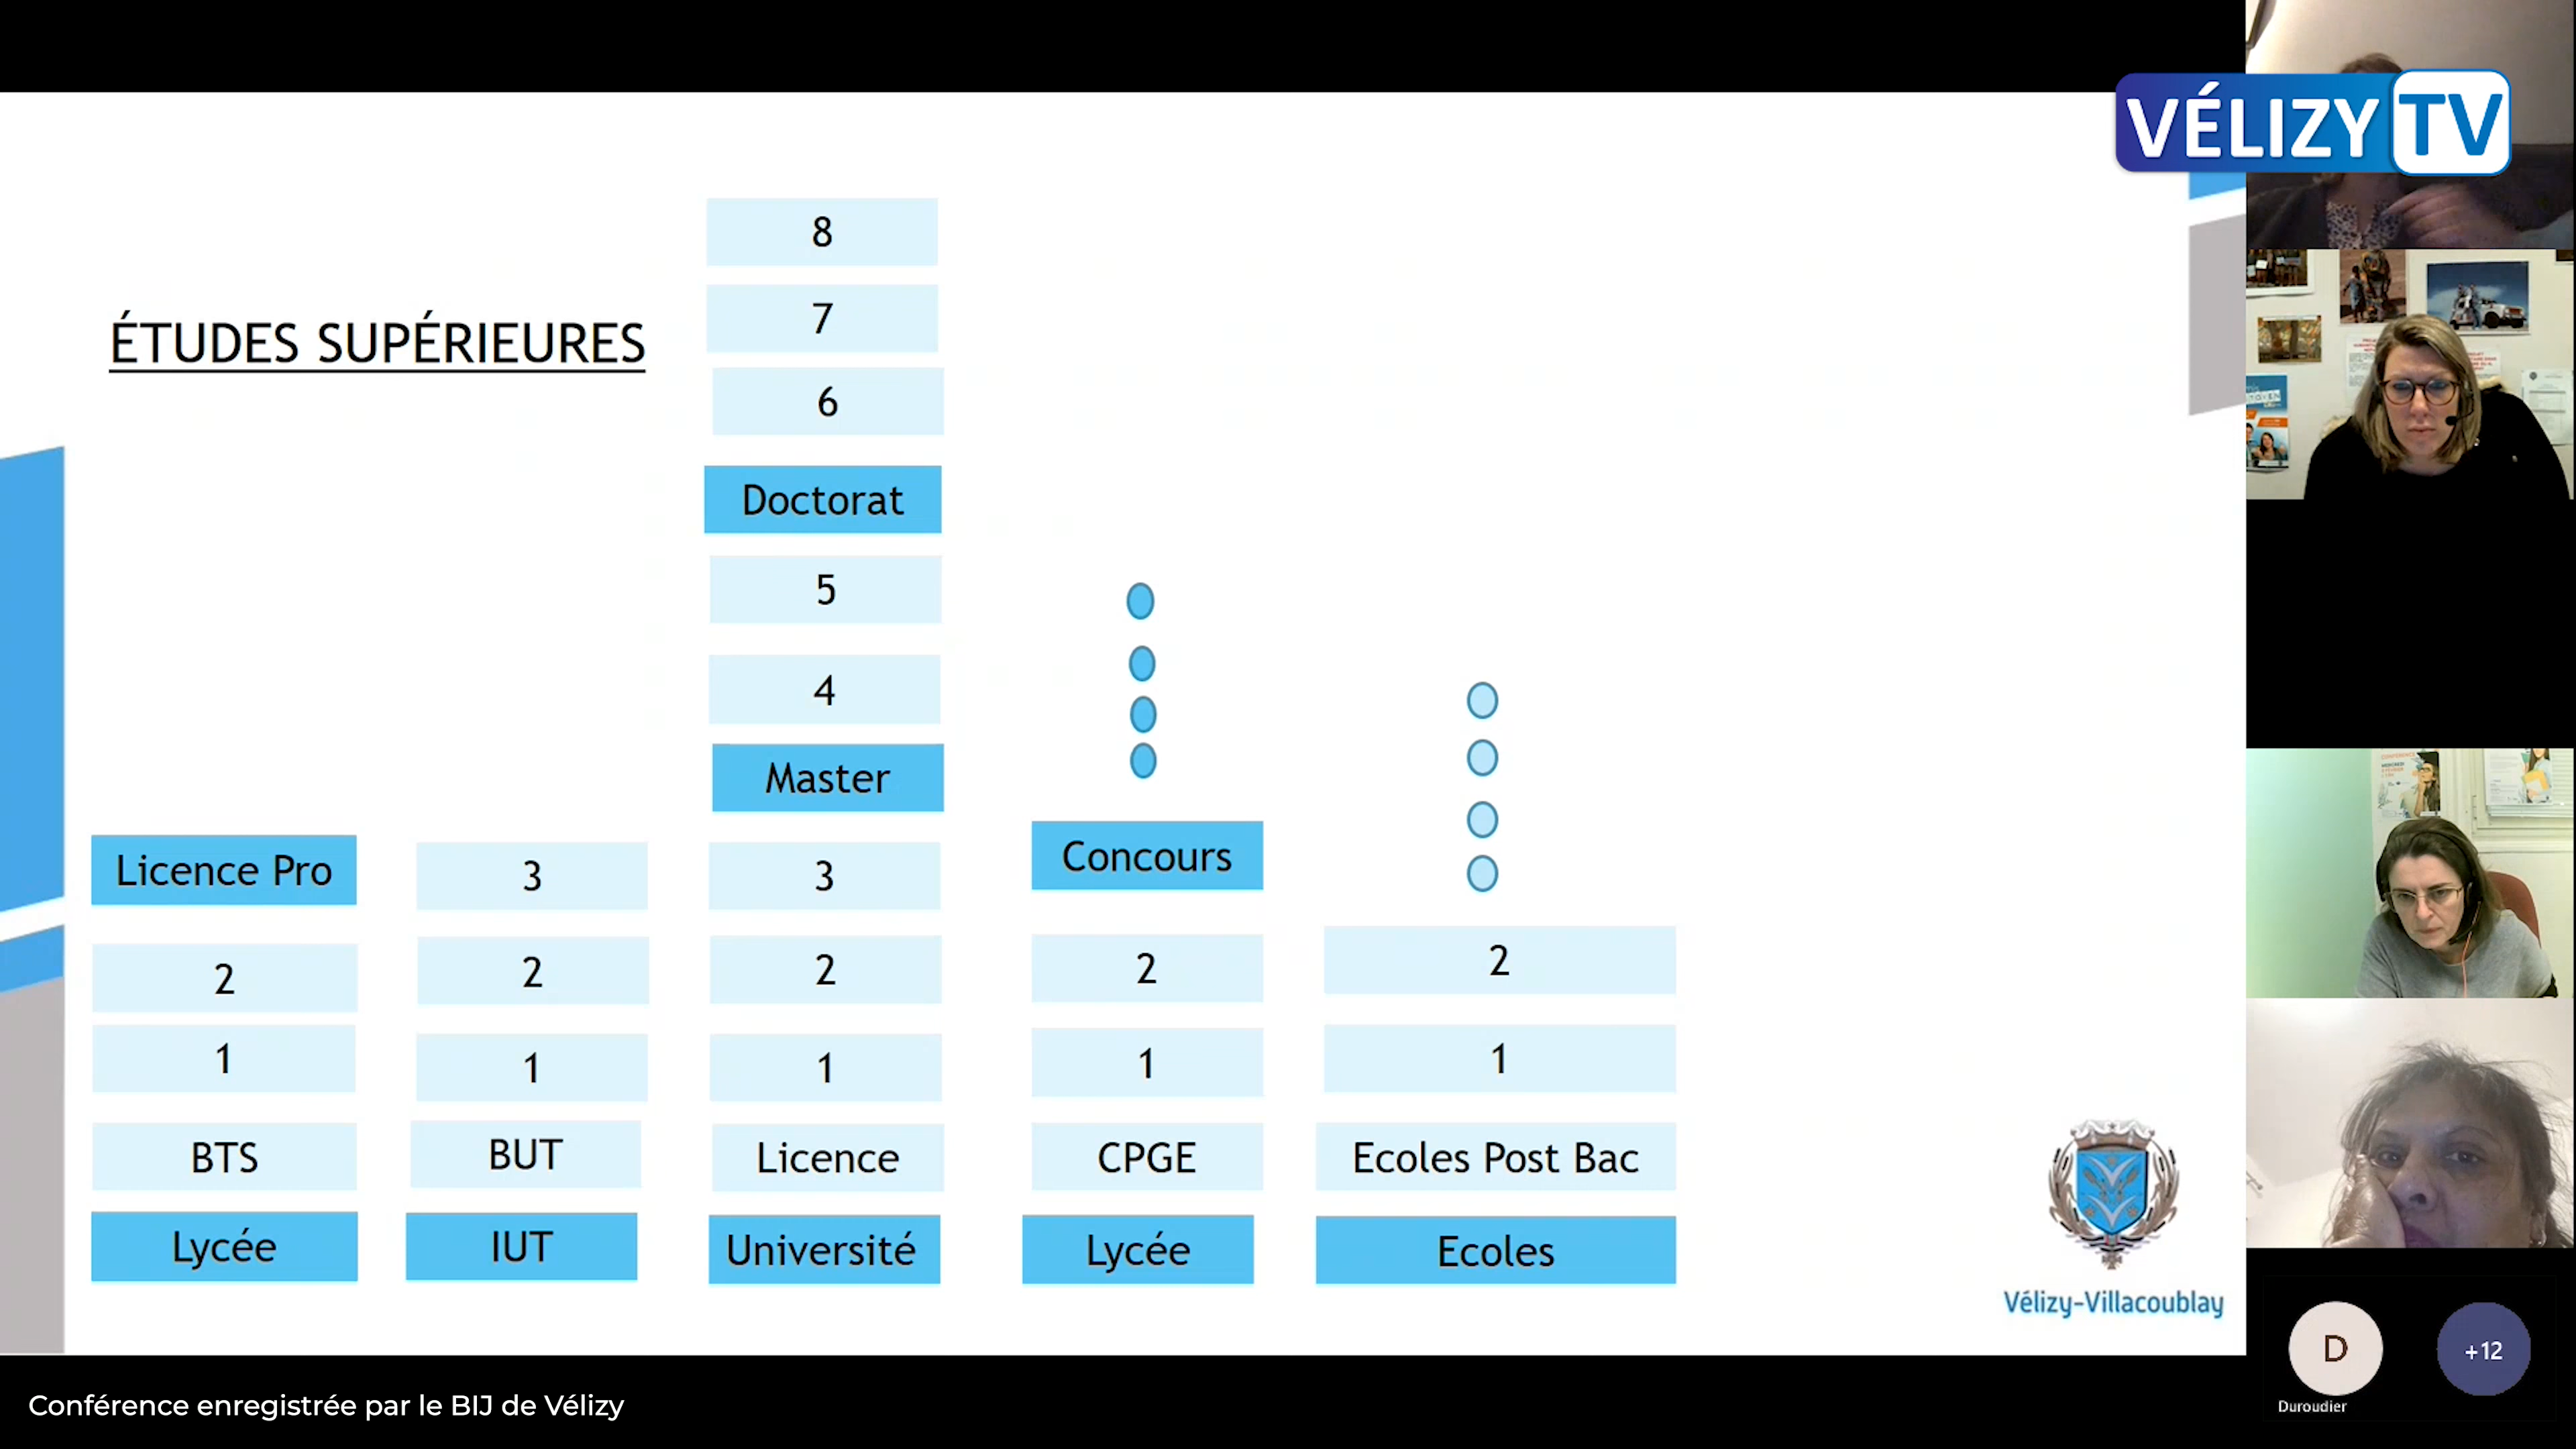 VÉLIZY TV
ÉTUDES SUPÉRIEURES
8
7
6
Doctorat
5
4
Master
3
2
1
Licence
Université
Licence Pro
2
1
BTS
Lycée
3
2
1
BUT
IUT
Concours
2
1
CPGE
Lycée
2
1
Ecoles Post Bac
Ecoles
Vélizy-Villacoublay
D
+12
Duroudier
Conférence enregistrée par le BIJ de Vélizy